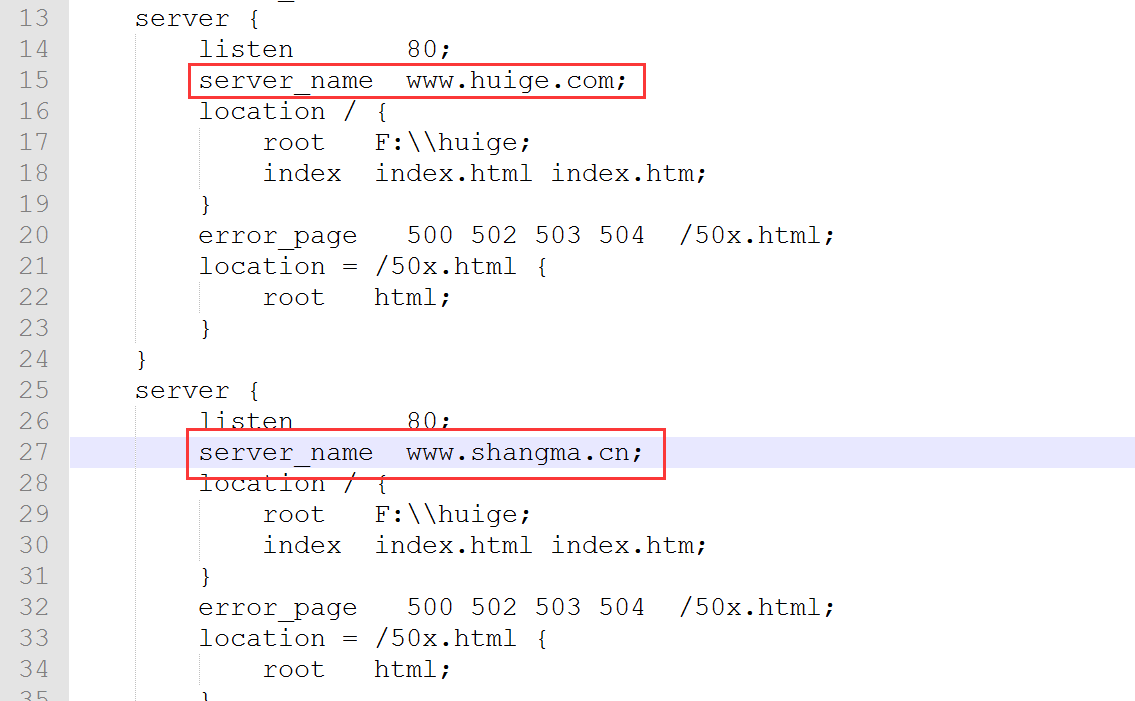 13 server {
14 listen 80;
15 server_name www.huige.com;
16 location / {
17 root F:\\huige;
18 index index.html index.htm;
19 }
20 error_page 500 502 503 504 /50x.html;
21 location = /50x.html {
22 root html;
23 }
24 }
25 server {
26 listen 80;
27 server_name www.shangma.cn;
28 location / {
29 root F:\\huige;
30 index index.html index.htm;
31 }
32 error_page 500 502 503 504 /50x.html;
33 location = /50x.html {
34 root html;
35 }